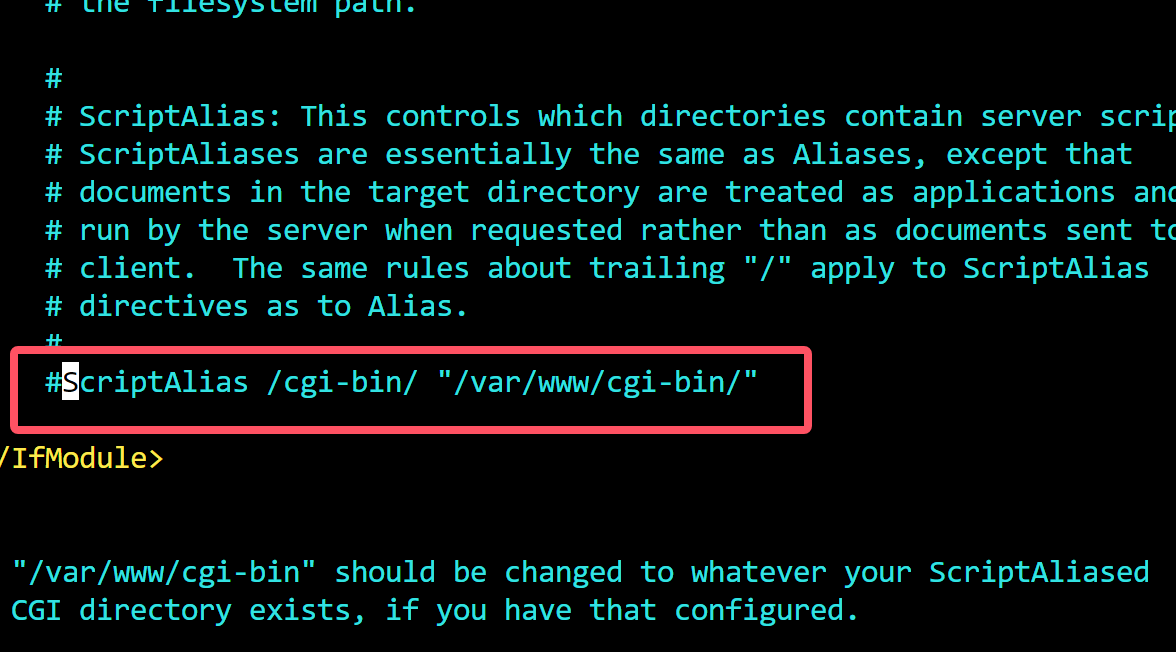 # the filesystem path.
#
# ScriptAlias: This controls which directories contain server
# ScriptAliases are essentially the same as Aliases, except that
# documents in the target directory are treated as applications and
# run by the server when requested rather than as documents sent to
# client.  The same rules about trailing "/" apply to ScriptAlias
# directives as to Alias.
#
#ScriptAlias /cgi-bin/ "/var/www/cgi-bin/"
/IfModule>
"/var/www/cgi-bin" should be changed to whatever your ScriptAliased
CGI directory exists, if you have that configured.